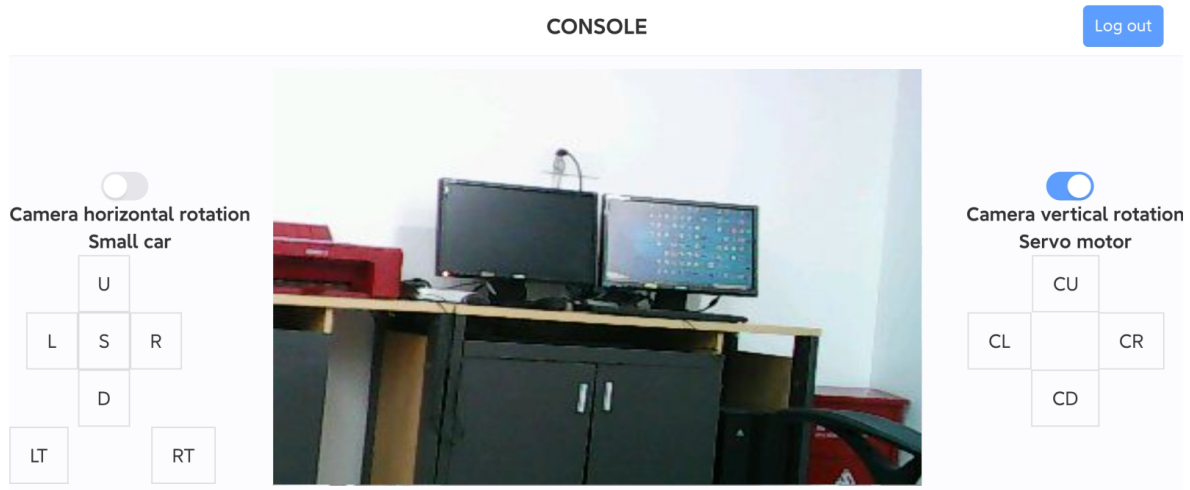 CONSOLE
Log out
Camera horizontal rotation
Small car
U
L S R
D
LT RT
Camera vertical rotation
Servo motor
CU
CL CR
CD